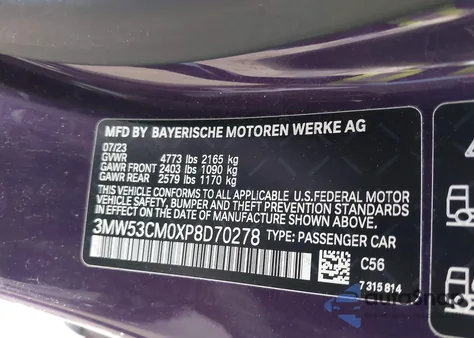 MFD BY BAYERISCHE MOTOREN WERKE AG
07/23
GVWR 4773 lbs 2165 kg
GAWR FRONT 2403 lbs 1090 kg
GAWR REAR 2579 lbs 1170 kg
THIS VEHICLE CONFORMS TO ALL APPLICABLE U.S.FEDERAL MOTOR
VEHICLE SAFETY, BUMPER, AND THEFT PREVENTION STANDARDS
IN EFFECT ON THE DATE OF MANUFACTURE SHOWN ABOVE.
3MW53CM0XP8D70278 TYPE: PASSENGER CAR
C56
7 315 814
autosnap